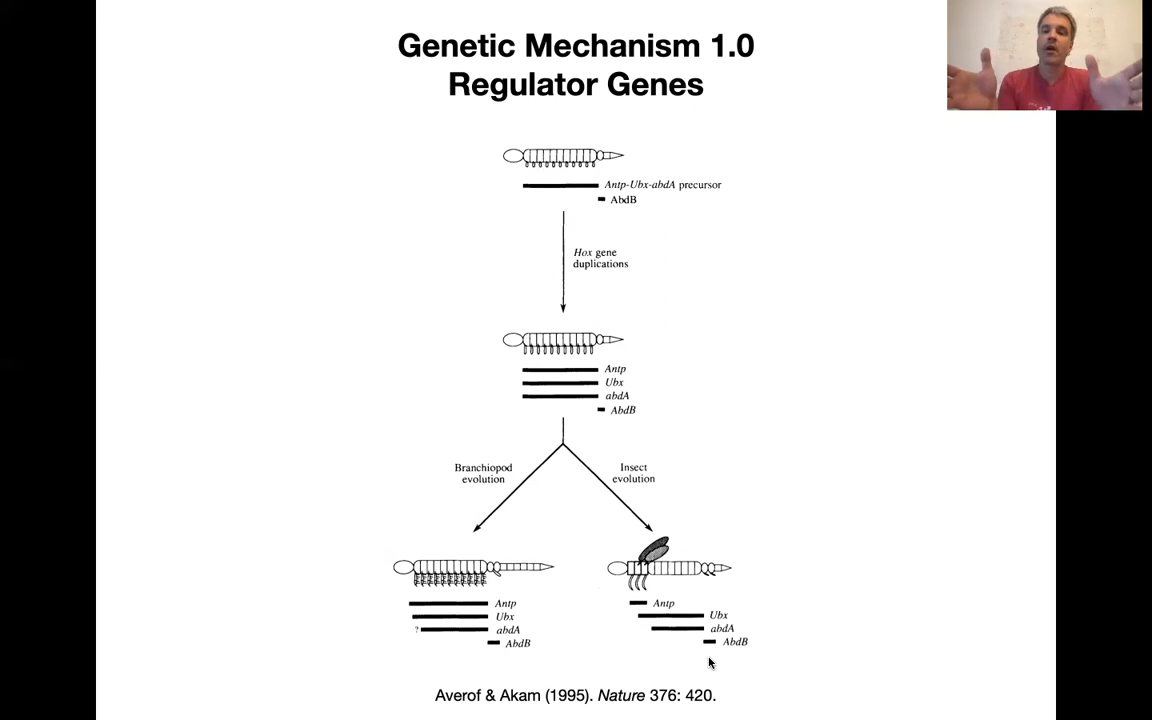 Genetic Mechanism 1.0
Regulator Genes
Antp-Ubx-abdA precursor
AbdB
Hox gene
duplications
Antp
Ubx
abdA
AbdB
Branchiopod
evolution
Insect
evolution
Antp
Ubx
? abdA
AbdB
Antp
Ubx
abdA
AbdB
Averof & Akam (1995). Nature 376: 420.